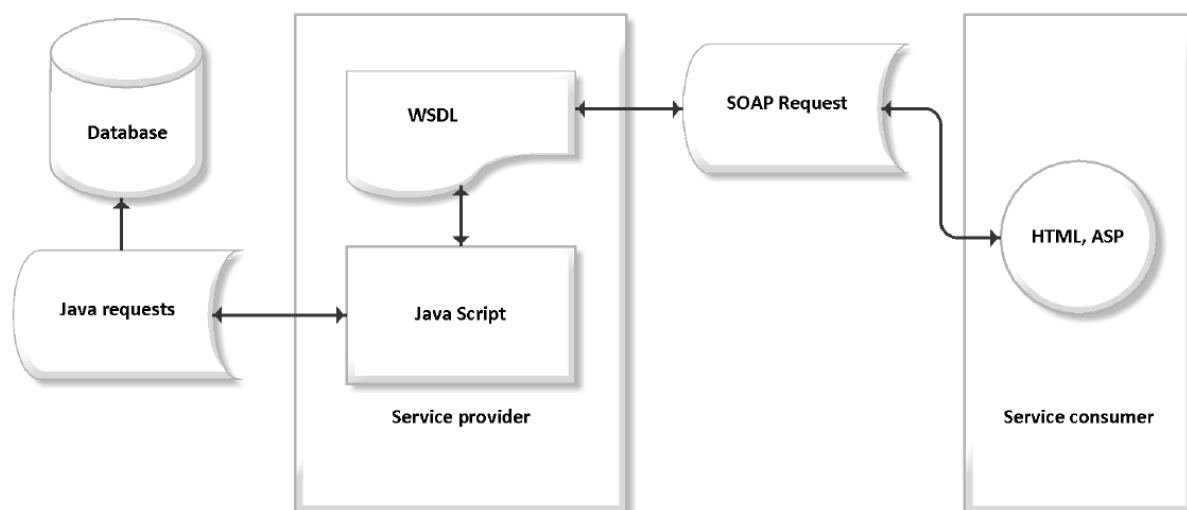 Database
WSDL
SOAP Request
HTML, ASP
Java requests
Java Script
Service provider
Service consumer